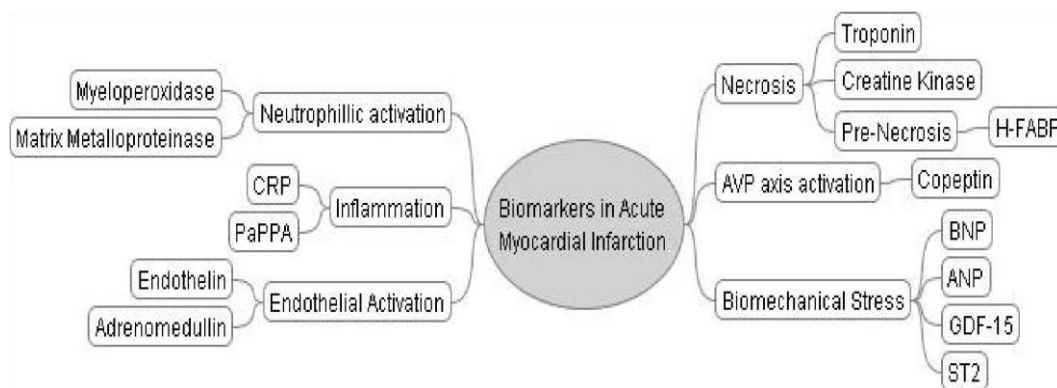 Myeloperoxidase
Matrix Metalloproteinase
Neutrophillic activation
CRP
PaPPA
Inflammation
Endothelin
Adrenomedullin
Endothelial Activation
Biomarkers in Acute
Myocardial Infarction
Necrosis
Troponin
Creatine Kinase
Pre-Necrosis
H-FABP
AVP axis activation
Copeptin
Biomechanical Stress
BNP
ANP
GDF-15
ST2